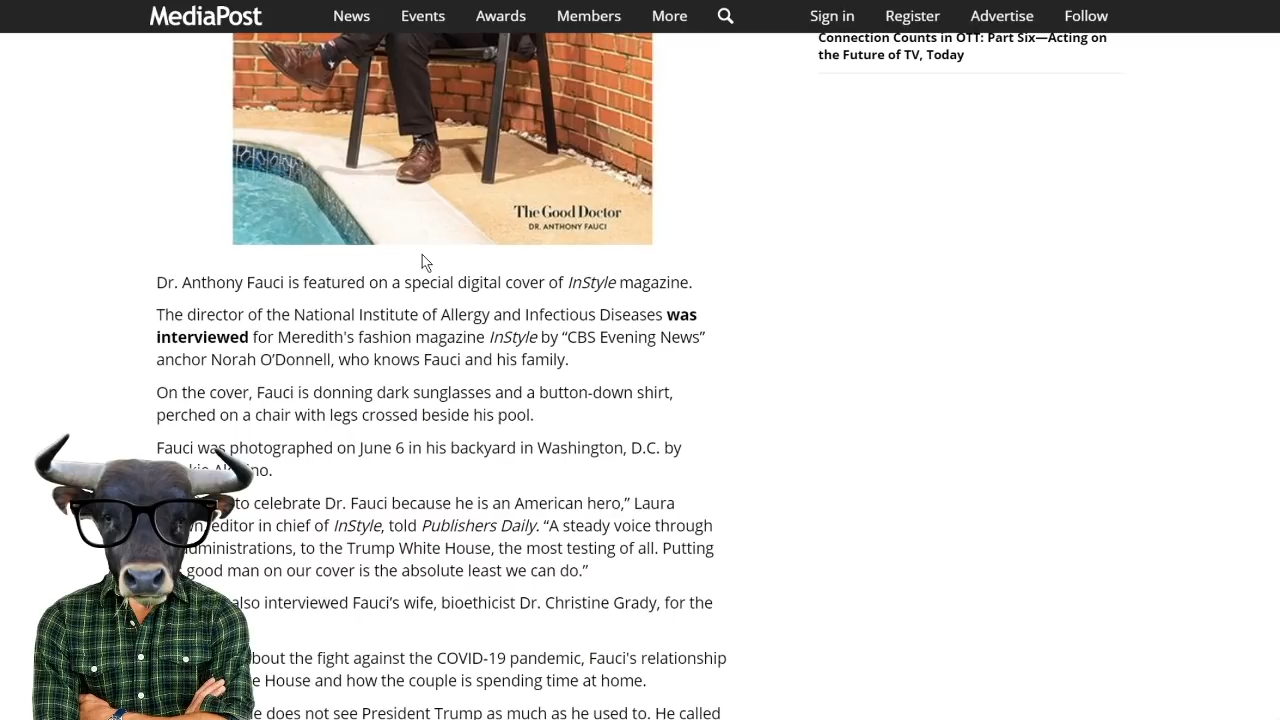 MediaPost News Events Awards Members More Sign in Register Advertise Follow
Connection Counts in OTT: Part Six—Acting on
the Future of TV, Today
The Good Doctor
DR. ANTHONY FAUCI
Dr. Anthony Fauci is featured on a special digital cover of InStyle magazine.
The director of the National Institute of Allergy and Infectious Diseases was
interviewed for Meredith's fashion magazine InStyle by “CBS Evening News”
anchor Norah O’Donnell, who knows Fauci and his family.
On the cover, Fauci is donning dark sunglasses and a button-down shirt,
perched on a chair with legs crossed beside his pool.
Fauci was photographed on June 6 in his backyard in Washington, D.C. by
to celebrate Dr. Fauci because he is an American hero,” Laura
editor in chief of InStyle, told Publishers Daily. “A steady voice through
administrations, to the Trump White House, the most testing of all. Putting
good man on our cover is the absolute least we can do.”
also interviewed Fauci’s wife, bioethicist Dr. Christine Grady, for the
about the fight against the COVID-19 pandemic, Fauci's relationship
House and how the couple is spending time at home.
does not see President Trump as much as he used to. He called